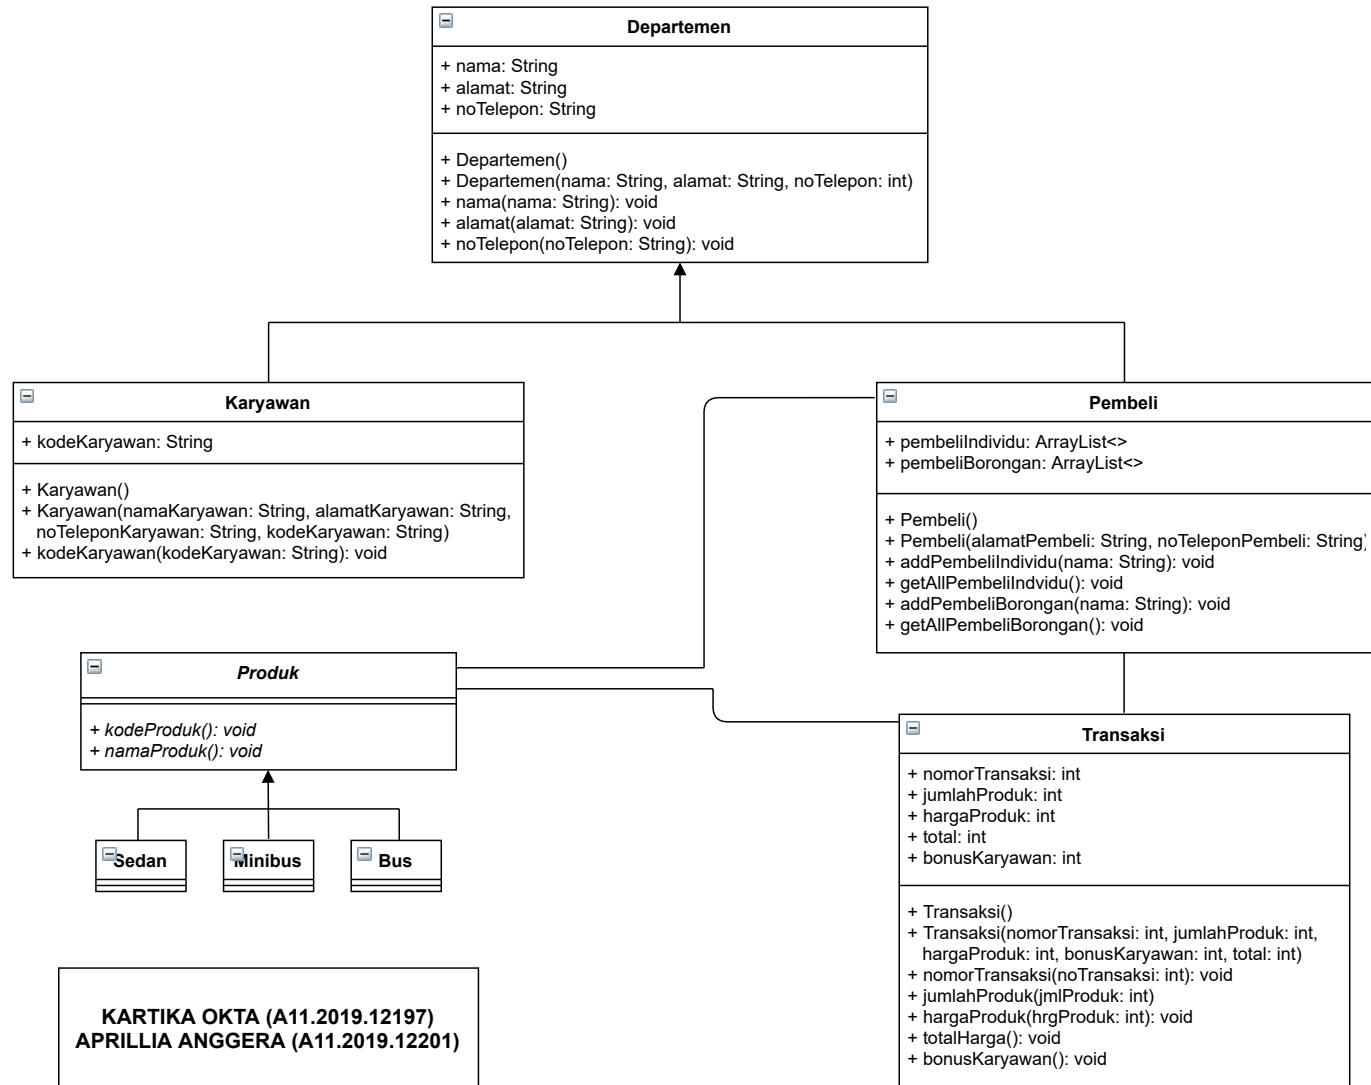 Departemen
+ nama: String
+ alamat: String
+ noTelepon: String
+ Departemen()
+ Departemen(nama: String, alamat: String, noTelepon: int)
+ nama(nama: String): void
+ alamat(alamat: String): void
+ noTelepon(noTelepon: String): void
Karyawan
+ kodeKaryawan: String
+ Karyawan()
+ Karyawan(namaKaryawan: String, alamatKaryawan: String,
noTeleponKaryawan: String, kodeKaryawan: String)
+ kodeKaryawan(kodeKaryawan: String): void
Pembeli
+ pembeliIndividu: ArrayList<>
+ pembeliBorongan: ArrayList<>
+ Pembeli()
+ Pembeli(alamatPembeli: String, noTeleponPembeli: String)
+ addPembeliIndividu(nama: String): void
+ getAllPembeliIndvidu(): void
+ addPembeliBorongan(nama: String): void
+ getAllPembeliBorongan(): void
Produk
+ kodeProduk(): void
+ namaProduk(): void
Sedan
Minibus
Bus
Transaksi
+ nomorTransaksi: int
+ jumlahProduk: int
+ hargaProduk: int
+ total: int
+ bonusKaryawan: int
+ Transaksi()
+ Transaksi(nomorTransaksi: int, jumlahProduk: int,
hargaProduk: int, bonusKaryawan: int, total: int)
+ nomorTransaksi(noTransaksi: int): void
+ jumlahProduk(jmlProduk: int)
+ hargaProduk(hrgProduk: int): void
+ totalHarga(): void
+ bonusKaryawan(): void
KARTIKA OKTA (A11.2019.12197)
APRILLIA ANGGERA (A11.2019.12201)